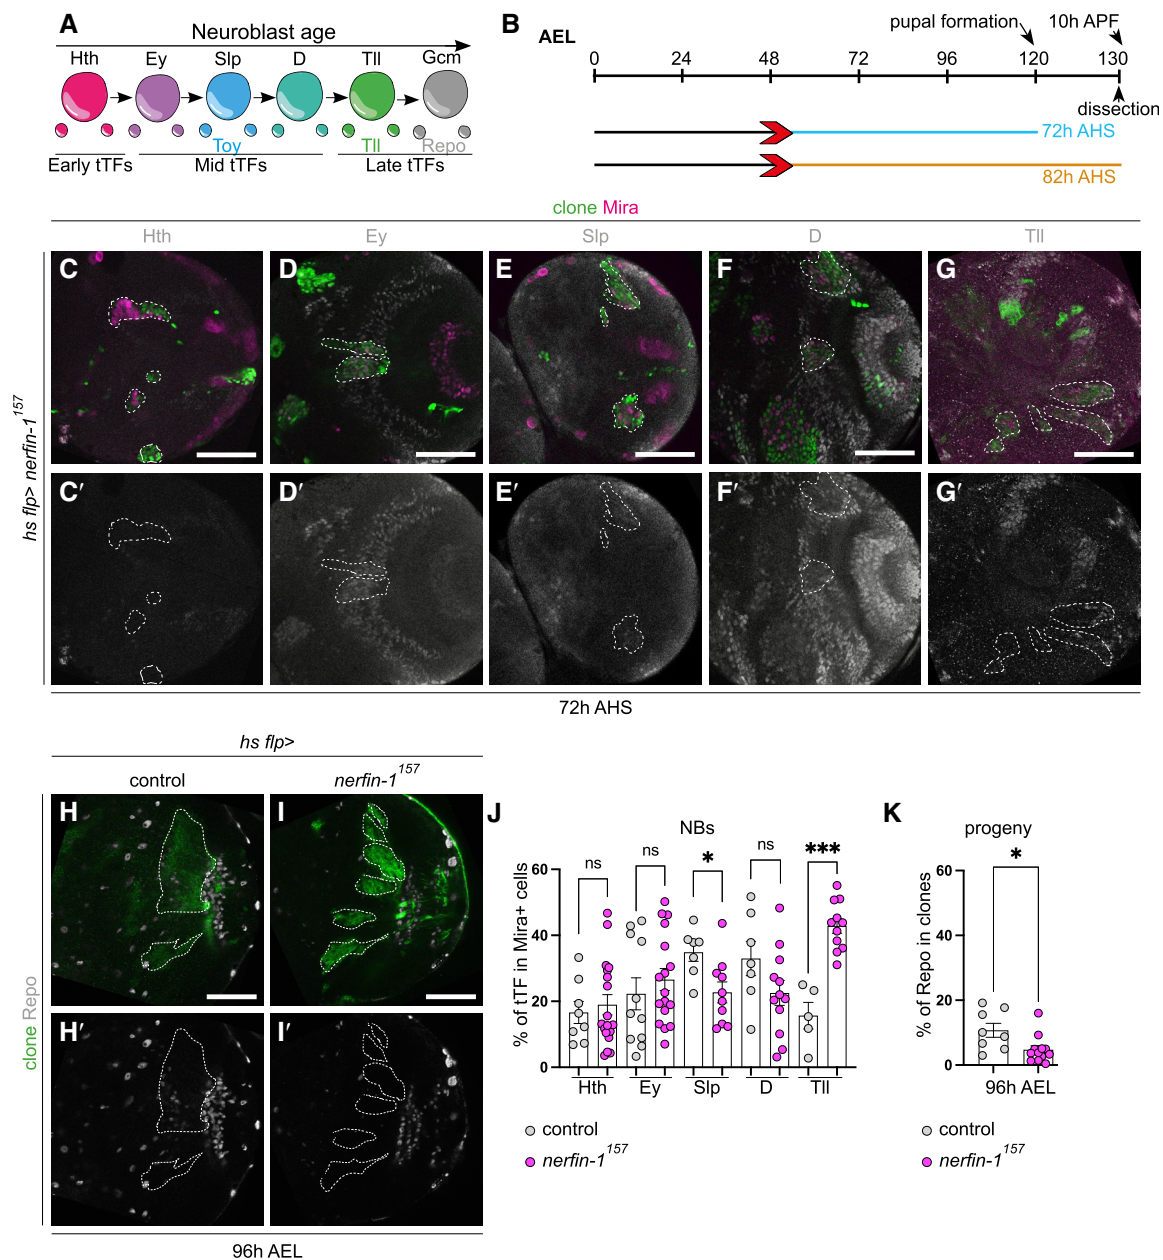 A
Neuroblast age
Hth Ey Slp D Tll Gcm
Toy Tll Repo
Early tTFs Mid tTFs Late tTFs
B
AEL
pupal formation 10h APF
0 24 48 72 96 120 130
dissection
72h AHS
82h AHS
clone Mira
Hth Ey Slp D Tll
hs flp> nerfin-1157
C D E F G
C′ D′ E′ F′ G′
72h AHS
hs flp>
control nerfin-1157
clone Repo
H I
H′ I′
96h AEL
J
NBs
% of tTF in Mira+ cells
60
40
20
0
ns ns * ns ***
Hth Ey Slp D Tll
control
nerfin-1157
K
progeny
% of Repo in clones
60
40
20
0
*
96h AEL
control
nerfin-1157